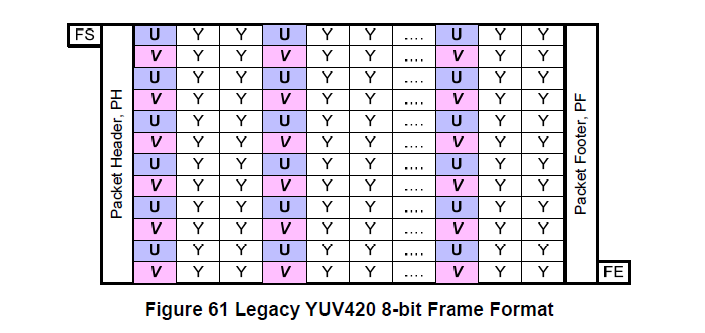 FS U Y Y U Y Y .... U Y Y
V Y Y V Y Y .... V Y Y
U Y Y U Y Y .... U Y Y
V Y Y V Y Y .... V Y Y
U Y Y U Y Y .... U Y Y
V Y Y V Y Y .... V Y Y
U Y Y U Y Y .... U Y Y
V Y Y V Y Y .... V Y Y
U Y Y U Y Y .... U Y Y
V Y Y V Y Y .... V Y Y
U Y Y U Y Y .... U Y Y
V Y Y V Y Y .... V Y Y FE
Packet Header, PH
Packet Footer, PF
Figure 61 Legacy YUV420 8-bit Frame Format